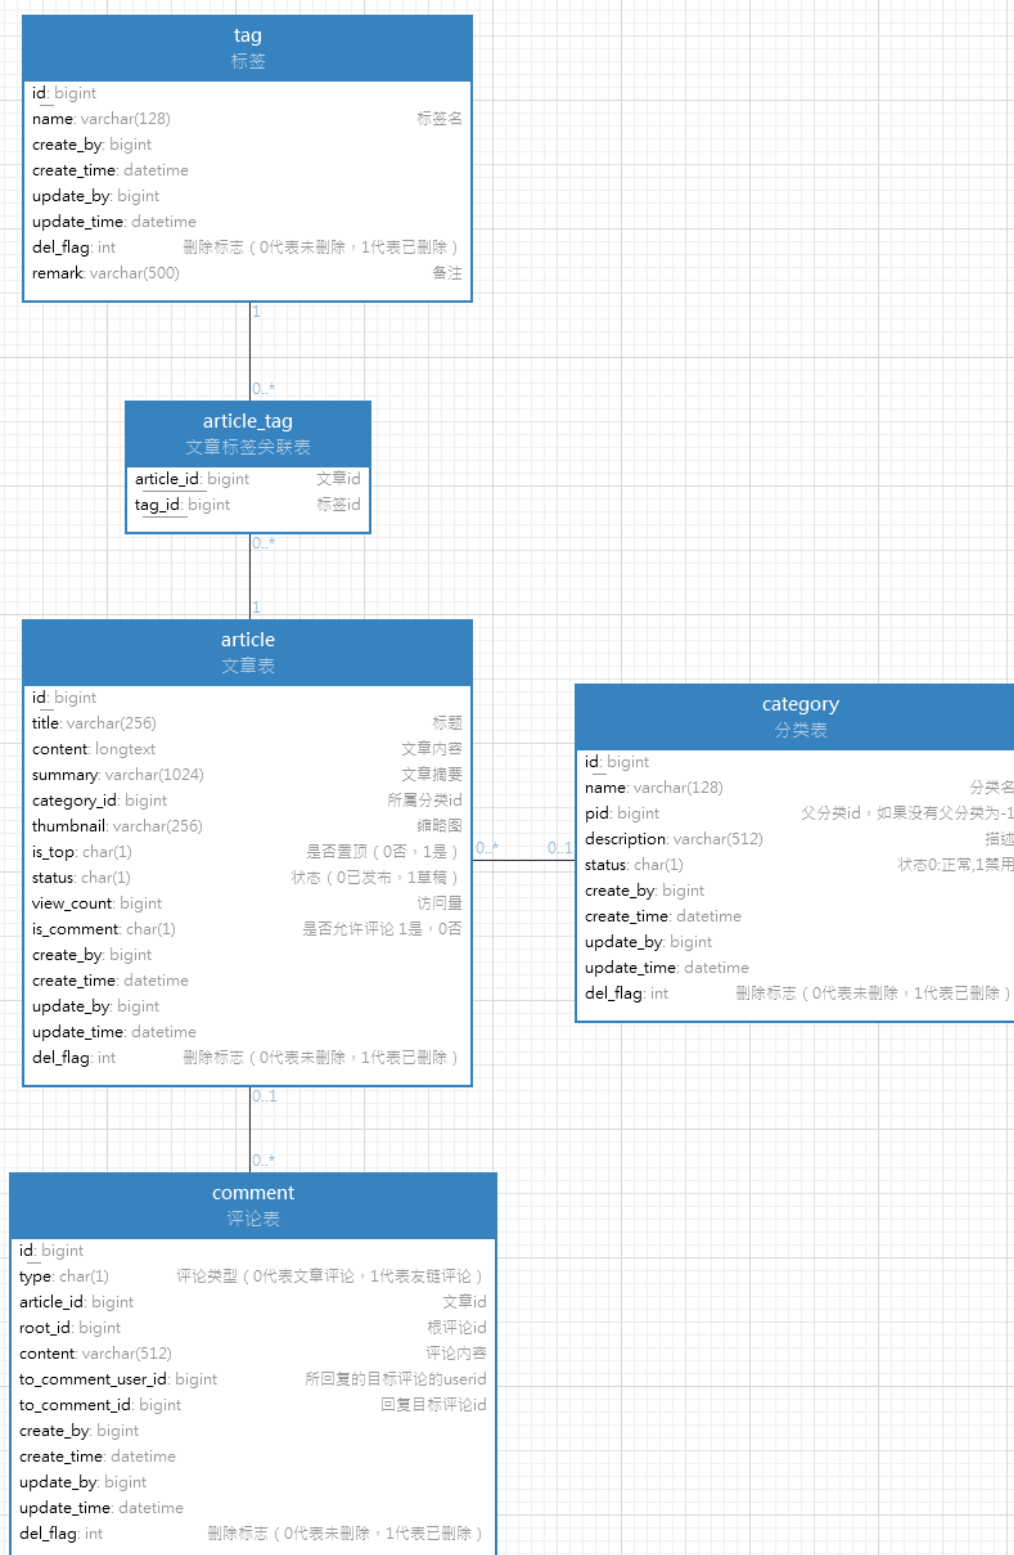 tag
标签
id: bigint
name: varchar(128) 标签名
create_by: bigint
create_time: datetime
update_by: bigint
update_time: datetime
del_flag: int 删除标志（0代表未删除，1代表已删除）
remark: varchar(500) 备注
1
0..*
article_tag
文章标签关联表
article_id: bigint 文章id
tag_id: bigint 标签id
0..*
1
article
文章表
id: bigint
title: varchar(256) 标题
content: longtext 文章内容
summary: varchar(1024) 文章摘要
category_id: bigint 所属分类id
thumbnail: varchar(256) 缩略图
is_top: char(1) 是否置顶（0否，1是）
status: char(1) 状态（0已发布，1草稿）
view_count: bigint 访问量
is_comment: char(1) 是否允许评论 1是，0否
create_by: bigint
create_time: datetime
update_by: bigint
update_time: datetime
del_flag: int 删除标志（0代表未删除，1代表已删除）
0..* 0..1
category
分类表
id: bigint
name: varchar(128) 分类名
pid: bigint 父分类id，如果没有父分类为-1
description: varchar(512) 描述
status: char(1) 状态0:正常,1禁用
create_by: bigint
create_time: datetime
update_by: bigint
update_time: datetime
del_flag: int 删除标志（0代表未删除，1代表已删除）
0..1
0..*
comment
评论表
id: bigint
type: char(1) 评论类型（0代表文章评论，1代表友链评论）
article_id: bigint 文章id
root_id: bigint 根评论id
content: varchar(512) 评论内容
to_comment_user_id: bigint 所回复的目标评论的userid
to_comment_id: bigint 回复目标评论id
create_by: bigint
create_time: datetime
update_by: bigint
update_time: datetime
del_flag: int 删除标志（0代表未删除，1代表已删除）